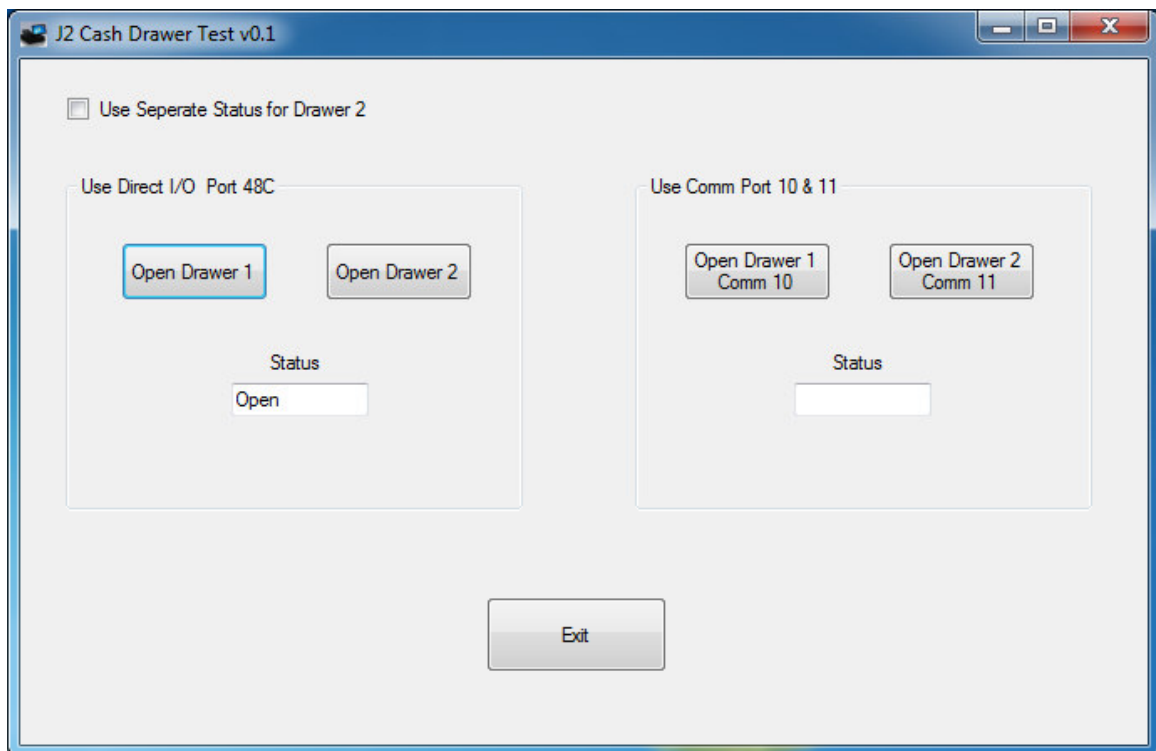 J2 Cash Drawer Test v0.1
Use Seperate Status for Drawer 2
Use Direct I/O  Port 48C
Open Drawer 1
Open Drawer 2
Status
Open
Use Comm Port 10 & 11
Open Drawer 1
Comm 10
Open Drawer 2
Comm 11
Status
Exit